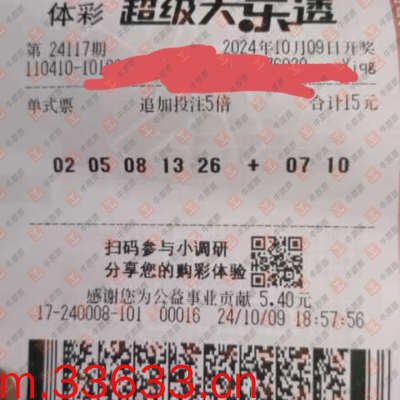 体彩 超级大乐透
第 24117期 2024年10月09日开奖
110410-101
单式票 追加投注5倍 合计15元
02 05 08 13 26 + 07 10
扫码参与小调研
分享您的购彩体验
感谢您为公益事业贡献 5.40元
17-240008-101 00016 24/10/09 18:57:56
m.33633.cn